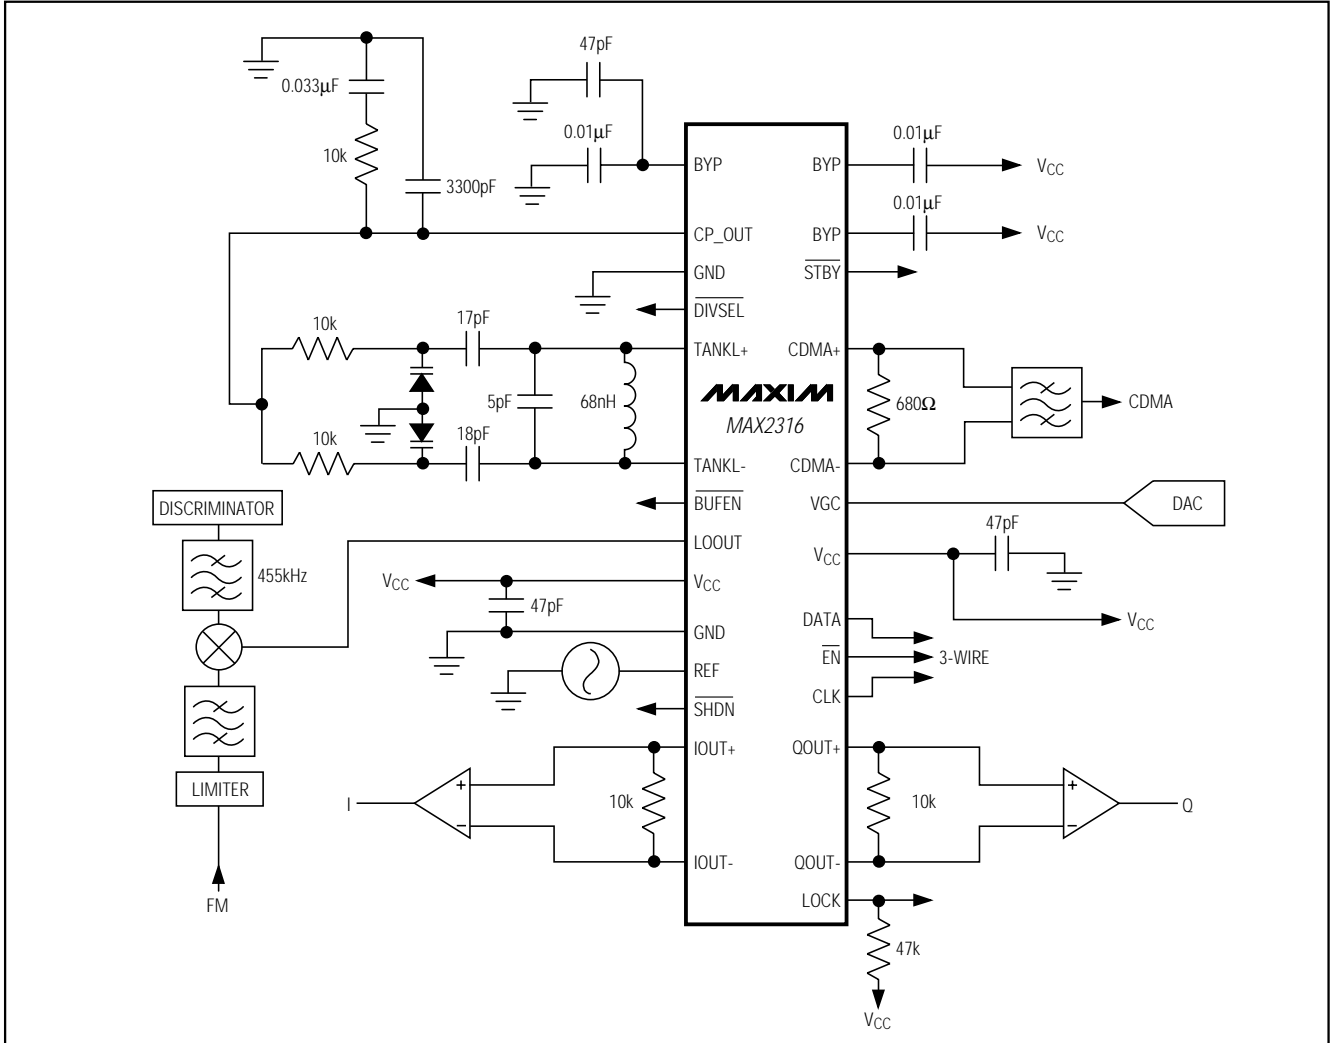 47pF
0.033µF
0.01µF
0.01µF
10k
3300pF
BYP
BYP
VCC
0.01µF
CP_OUT
BYP
VCC
GND
STBY
DIVSEL
17pF
10k
TANKL+
CDMA+
MAXIM
5pF
68nH
680Ω
CDMA
MAX2316
18pF
10k
TANKL-
CDMA-
DISCRIMINATOR
BUFEN
VGC
DAC
47pF
LOOUT
VCC
455kHz
VCC
VCC
47pF
DATA
VCC
GND
EN
3-WIRE
REF
CLK
SHDN
IOUT+
QOUT+
LIMITER
+
+
I
10k
10k
Q
−
−
IOUT-
QOUT-
FM
LOCK
47k
VCC